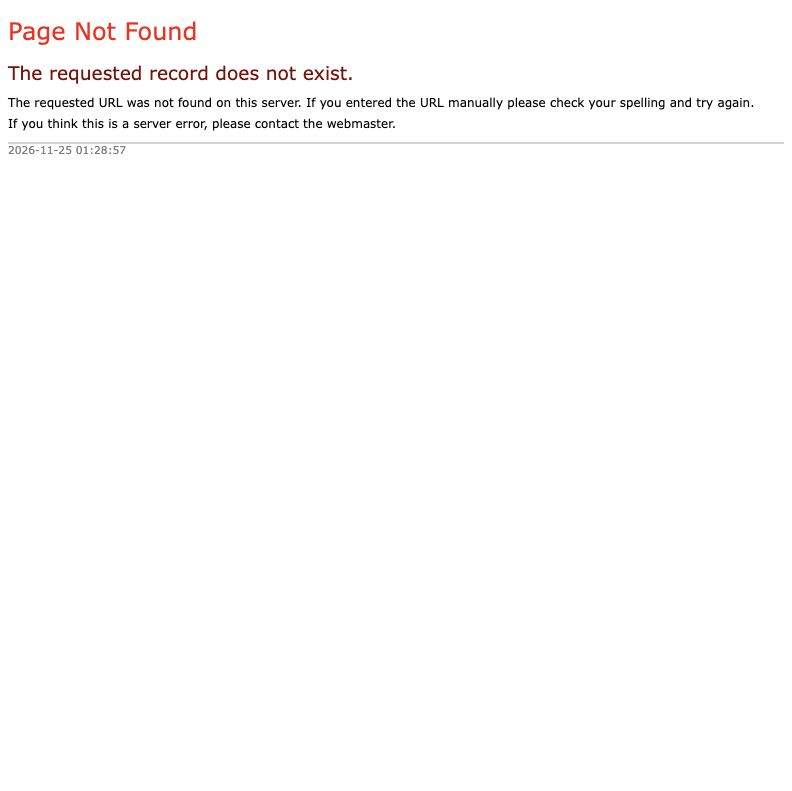 Page Not Found
The requested record does not exist.
The requested URL was not found on this server. If you entered the URL manually please check your spelling and try again.
If you think this is a server error, please contact the webmaster.
2026-11-25 01:28:57